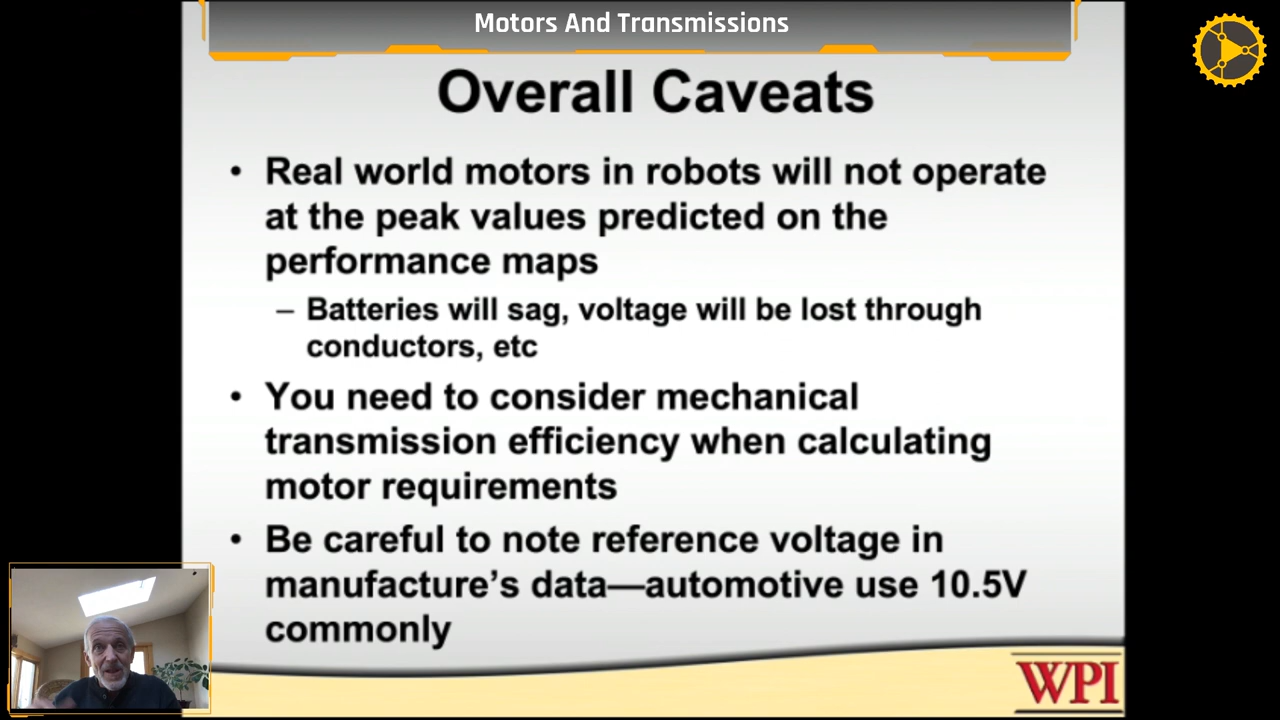 Motors And Transmissions
Overall Caveats
• Real world motors in robots will not operate
at the peak values predicted on the
performance maps
– Batteries will sag, voltage will be lost through
conductors, etc
• You need to consider mechanical
transmission efficiency when calculating
motor requirements
• Be careful to note reference voltage in
manufacture's data—automotive use 10.5V
commonly
WPI